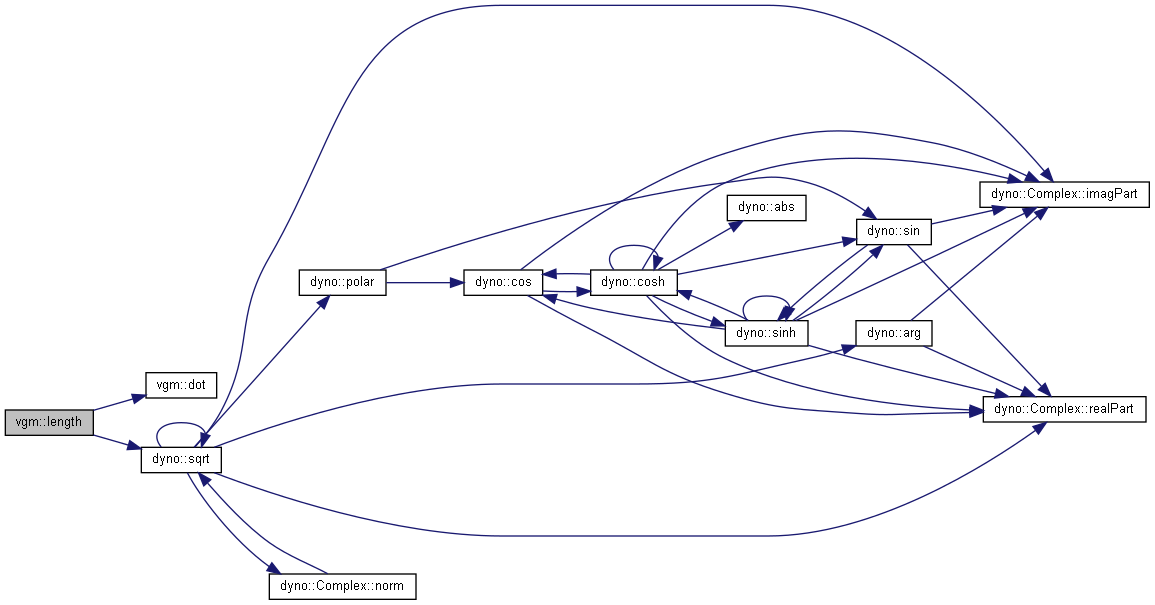 dyno::Complex::imagPart
dyno::abs
dyno::sin
dyno::polar
dyno::cos
dyno::cosh
dyno::sinh
dyno::arg
vgm::dot
dyno::Complex::realPart
vgm::length
dyno::sqrt
dyno::Complex::norm